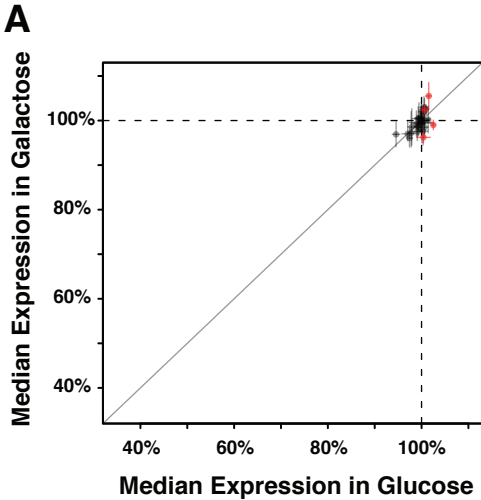 A
Median Expression in Galactose
100%
80%
60%
40%
40%
60%
80%
100%
Median Expression in Glucose